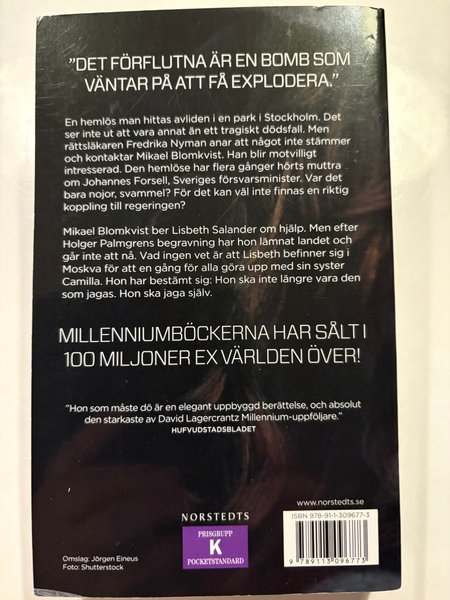 "DET FÖRFLUTNA ÄR EN BOMB SOM
VÄNTAR PÅ ATT FÅ EXPLODERA."
En hemlös man hittas avliden i en park i Stockholm. Det
ser inte ut att vara annat än ett tragiskt dödsfall. Men
rättsläkaren Fredrika Nyman anar att något inte stämmer
och kontaktar Mikael Blomkvist. Han blir motvilligt
intresserad. Den hemlöse har flera gånger hörts muttra
om Johannes Forsell, Sveriges försvarsminister. Var det
bara nojor, svammel? För det kan väl inte finnas en riktig
koppling till regeringen?
Mikael Blomkvist ber Lisbeth Salander om hjälp. Men efter
Holger Palmgrens begravning har hon lämnat landet och
går inte att nå. Vad ingen vet är att Lisbeth befinner sig i
Moskva för att en gång för alla göra upp med sin syster
Camilla. Hon har bestämt sig: Hon ska inte längre vara den
som jagas. Hon ska jaga själv.
MILLENNIUMBÖCKERNA HAR SÅLT I
100 MILJONER EX VÄRLDEN ÖVER!
"Hon som måste dö är en elegant uppbyggd berättelse, och absolut
den starkaste av David Lagercrantz Millennium-uppföljare."
HUFVUDSTADSBLADET
www.norstedts.se
ISBN 978-91-1-309677-3
NORSTEDTS
PRISGRUPP
K
POCKETSTANDARD
9 789113 096773
Omslag: Jörgen Einéus
Foto: Shutterstock